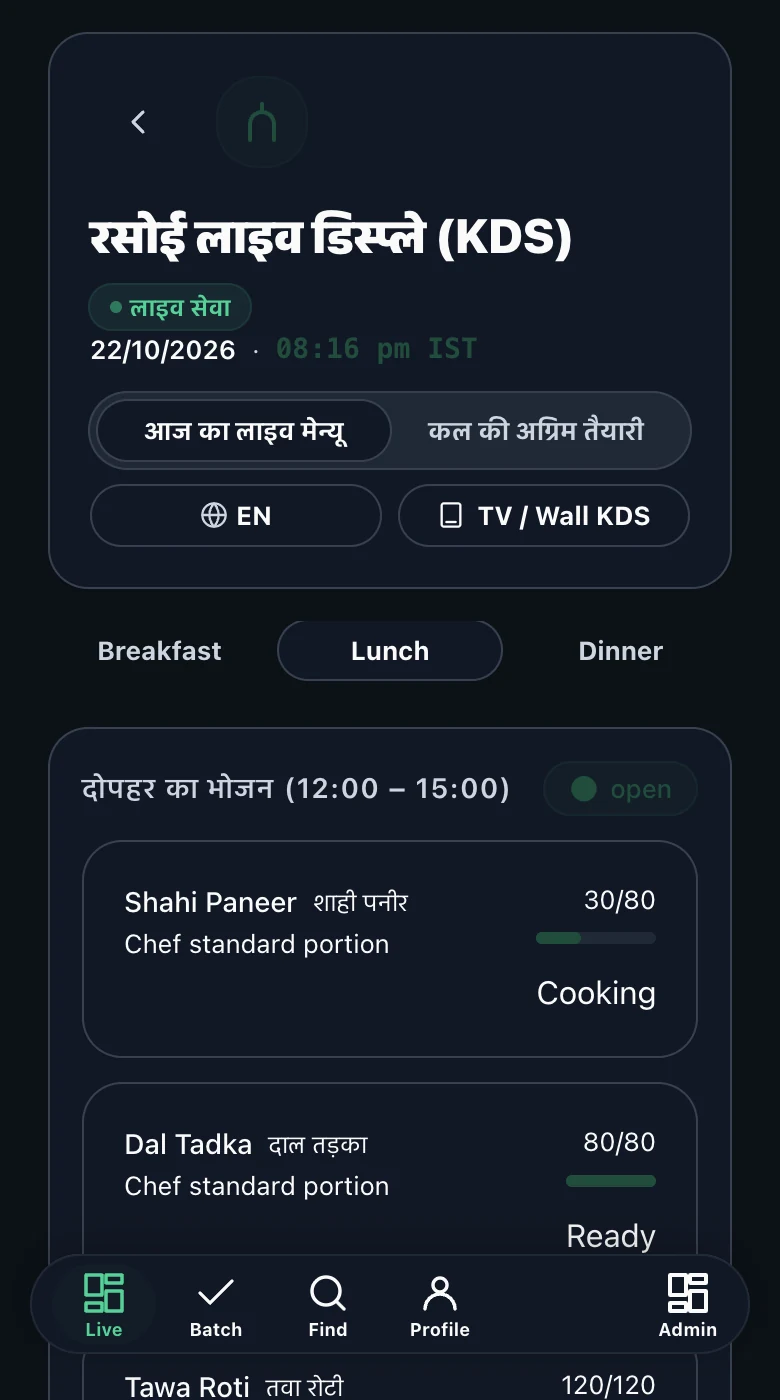 रसोई लाइव डिस्प्ले (KDS)
लाइव सेवा
22/10/2026 · 08:16 pm IST
आज का लाइव मेन्यू कल की अग्रिम तैयारी
EN TV / Wall KDS
Breakfast Lunch Dinner
दोपहर का भोजन (12:00 – 15:00) open
Shahi Paneer शाही पनीर 30/80
Chef standard portion
Cooking
Dal Tadka दाल तड़का 80/80
Chef standard portion
Ready
Live Batch Find Profile Admin
Tawa Roti तवा रोटी 120/120